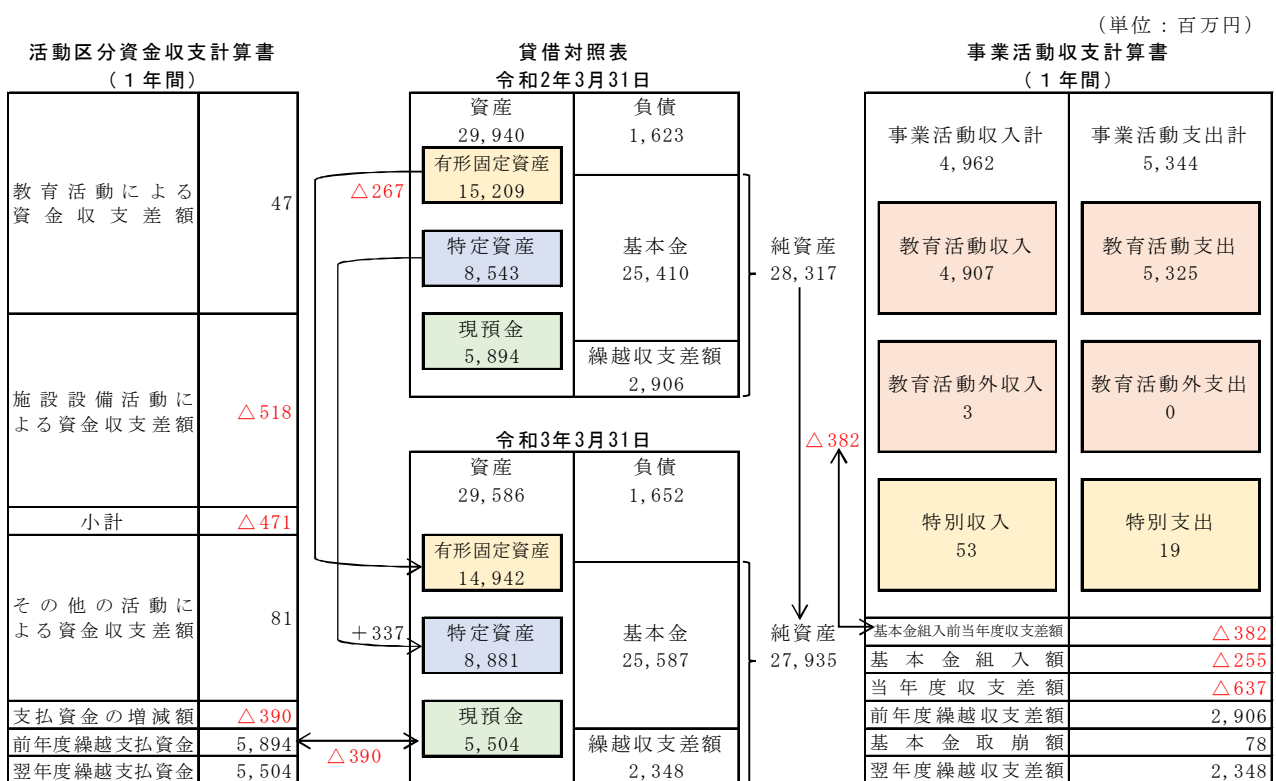 （単位：百万円）
活動区分資金収支計算書
（１年間）
教育活動による
資金収支差額
47
施設設備活動に
よる資金収支差額
△518
小計
△471
その他の活動に
よる資金収支差額
81
支払資金の増減額
△390
前年度繰越支払資金
5,894
翌年度繰越支払資金
5,504
△390
貸借対照表
令和2年3月31日
資産
29,940
負債
1,623
有形固定資産
15,209
△267
特定資産
8,543
基本金
25,410
純資産
28,317
現預金
5,894
繰越収支差額
2,906
令和3年3月31日
△382
資産
29,586
負債
1,652
有形固定資産
14,942
＋337
特定資産
8,881
基本金
25,587
純資産
27,935
現預金
5,504
繰越収支差額
2,348
事業活動収支計算書
（１年間）
事業活動収入計
4,962
事業活動支出計
5,344
教育活動収入
4,907
教育活動支出
5,325
教育活動外収入
3
教育活動外支出
0
特別収入
53
特別支出
19
基本金組入前当年度収支差額
△382
基本金組入額
△255
当年度収支差額
△637
前年度繰越収支差額
2,906
基本金取崩額
78
翌年度繰越収支差額
2,348